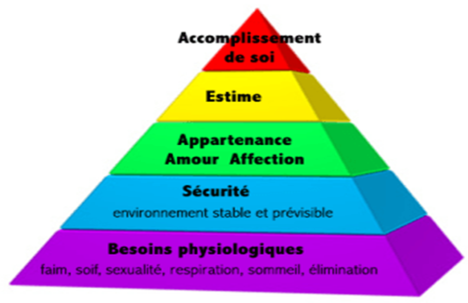 Accomplissement
de soi
Estime
Appartenance
Amour Affection
Sécurité
environnement stable et prévisible
Besoins physiologiques
faim, soif, sexualité, respiration, sommeil, élimination